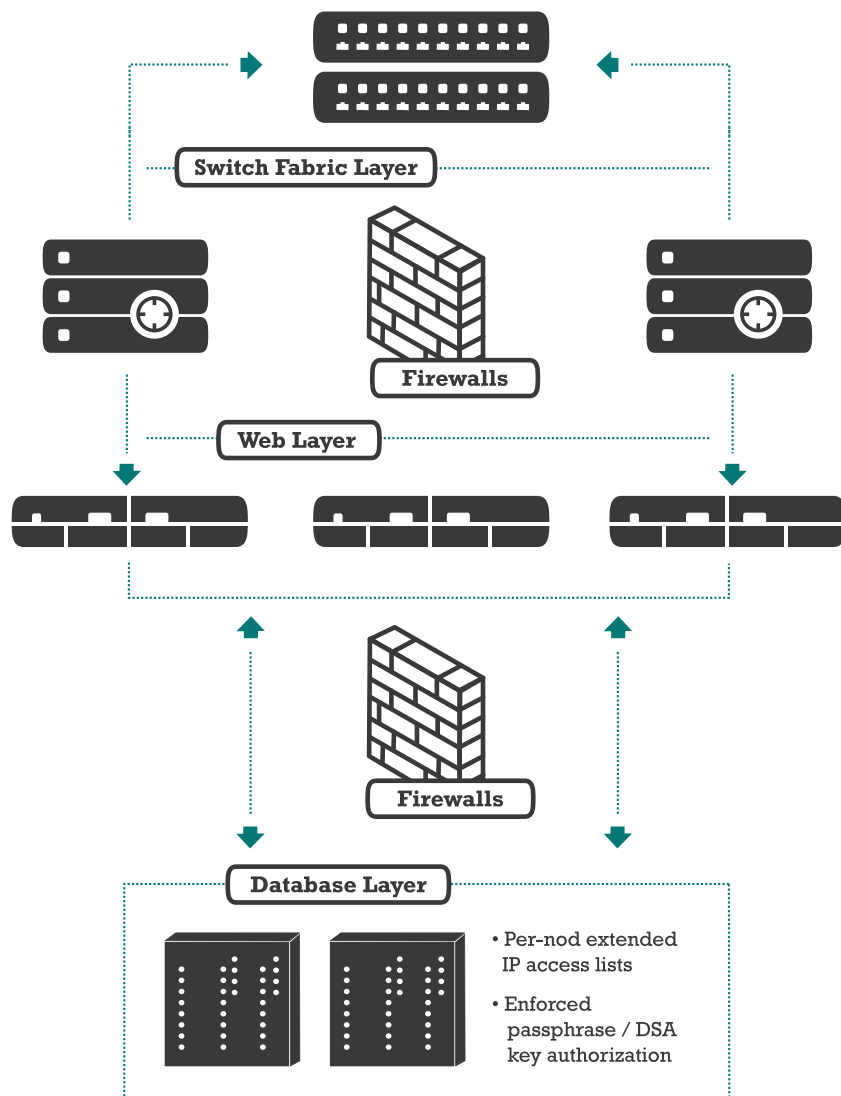 Switch Fabric Layer
Firewalls
Web Layer
Firewalls
Database Layer
• Per-nod extended
IP access lists
• Enforced
passphrase / DSA
key authorization